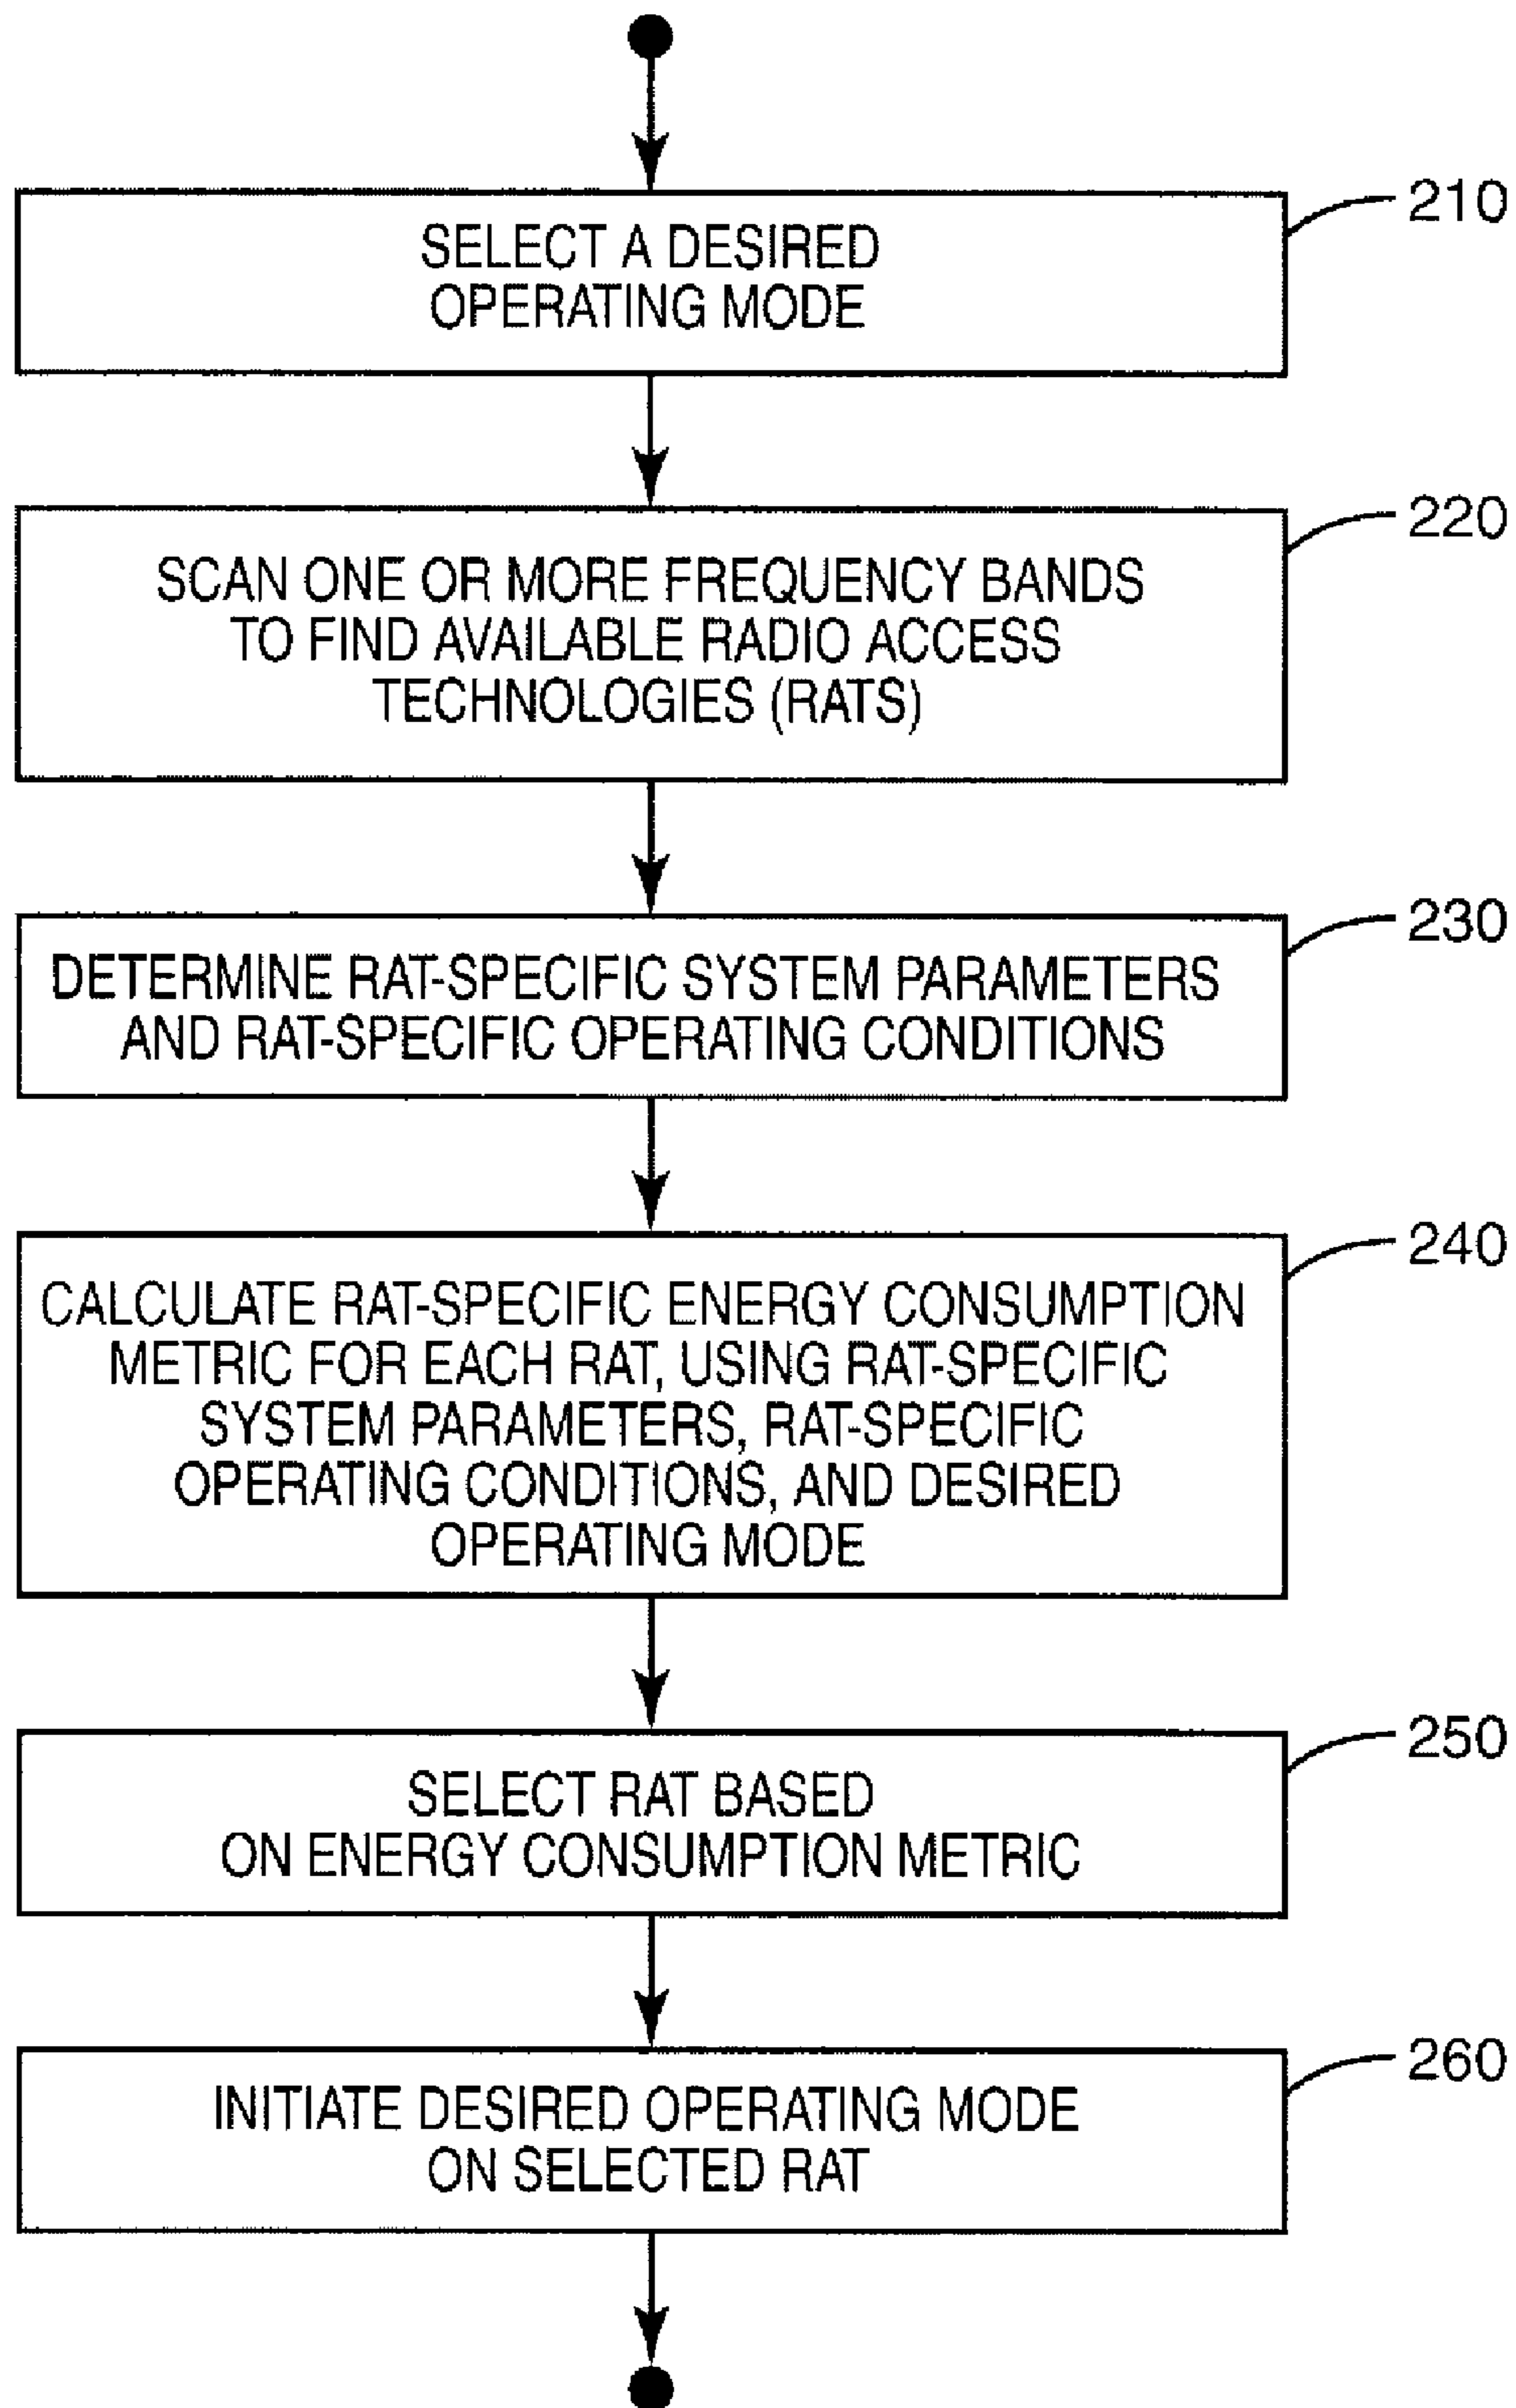 210
SELECT A DESIRED
OPERATING MODE
220
SCAN ONE OR MORE FREQUENCY BANDS
TO FIND AVAILABLE RADIO ACCESS
TECHNOLOGIES (RATS)
230
DETERMINE RAT-SPECIFIC SYSTEM PARAMETERS
AND RAT-SPECIFIC OPERATING CONDITIONS
240
CALCULATE RAT-SPECIFIC ENERGY CONSUMPTION
METRIC FOR EACH RAT, USING RAT-SPECIFIC
SYSTEM PARAMETERS, RAT-SPECIFIC
OPERATING CONDITIONS, AND DESIRED
OPERATING MODE
250
SELECT RAT BASED
ON ENERGY CONSUMPTION METRIC
260
INITIATE DESIRED OPERATING MODE
ON SELECTED RAT